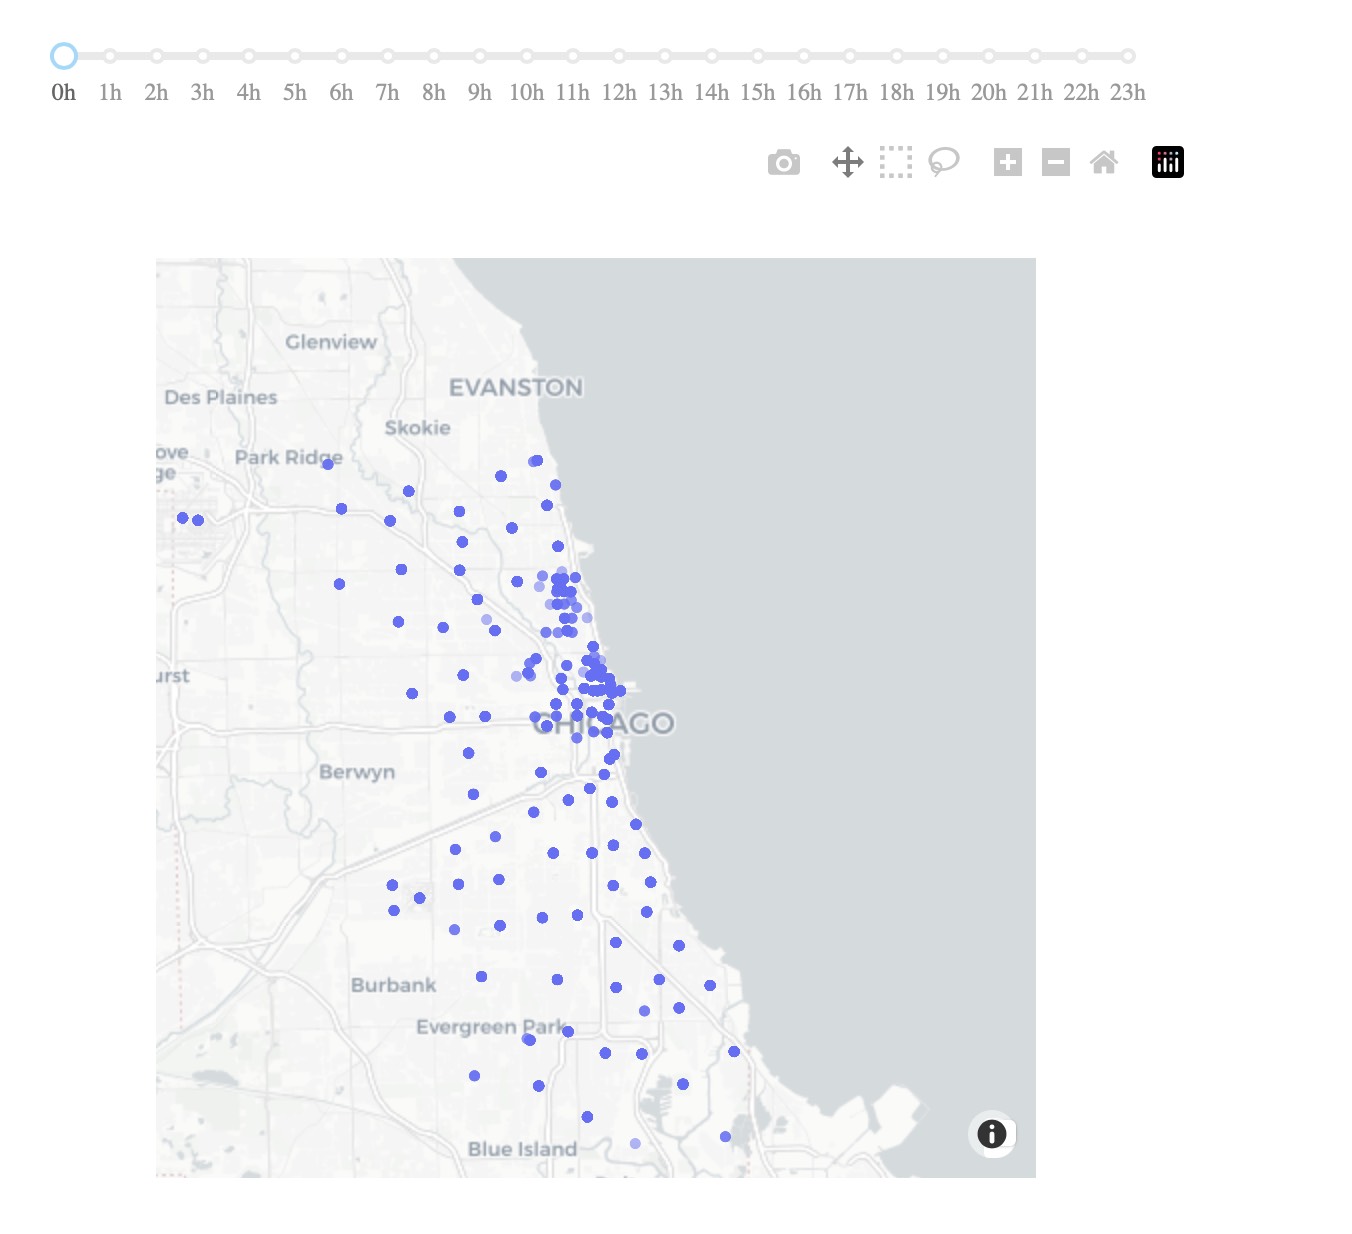 0h 1h 2h 3h 4h 5h 6h 7h 8h 9h 10h 11h 12h 13h 14h 15h 16h 17h 18h 19h 20h 21h 22h 23h
Glenview
EVANSTON
Des Plaines
Skokie
ove
ge
Park Ridge
urst
CHICAGO
Berwyn
Burbank
Evergreen Park
Blue Island